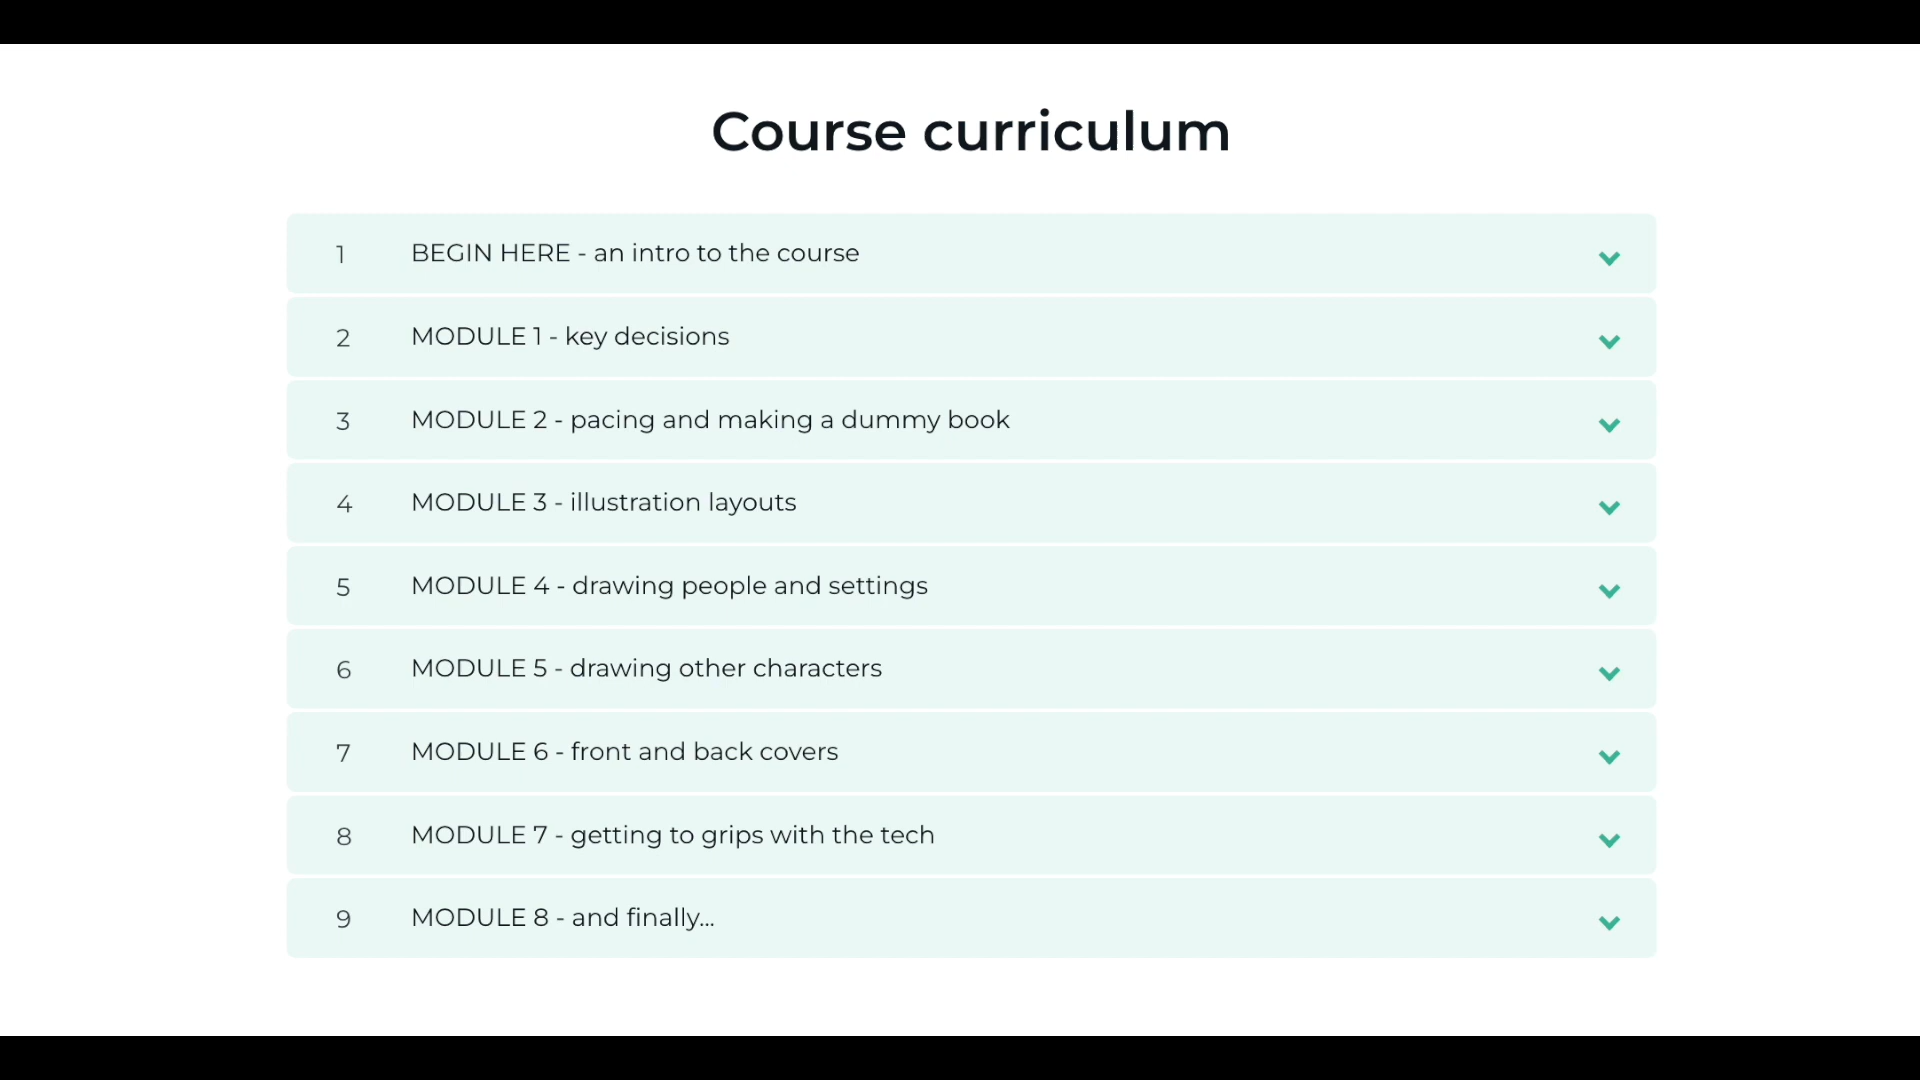 Course curriculum
1 BEGIN HERE - an intro to the course
2 MODULE 1 - key decisions
3 MODULE 2 - pacing and making a dummy book
4 MODULE 3 - illustration layouts
5 MODULE 4 - drawing people and settings
6 MODULE 5 - drawing other characters
7 MODULE 6 - front and back covers
8 MODULE 7 - getting to grips with the tech
9 MODULE 8 - and finally...